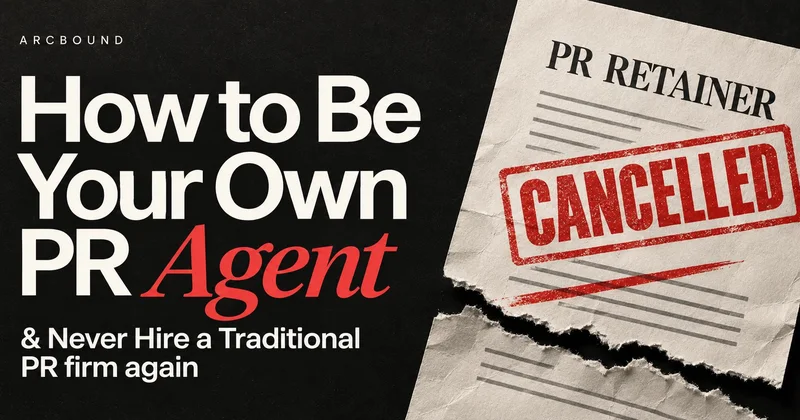 ARCBOUND
How to Be
Your Own
PR Agent
& Never Hire a Traditional
PR firm again
PR RETAINER
CANCELLED